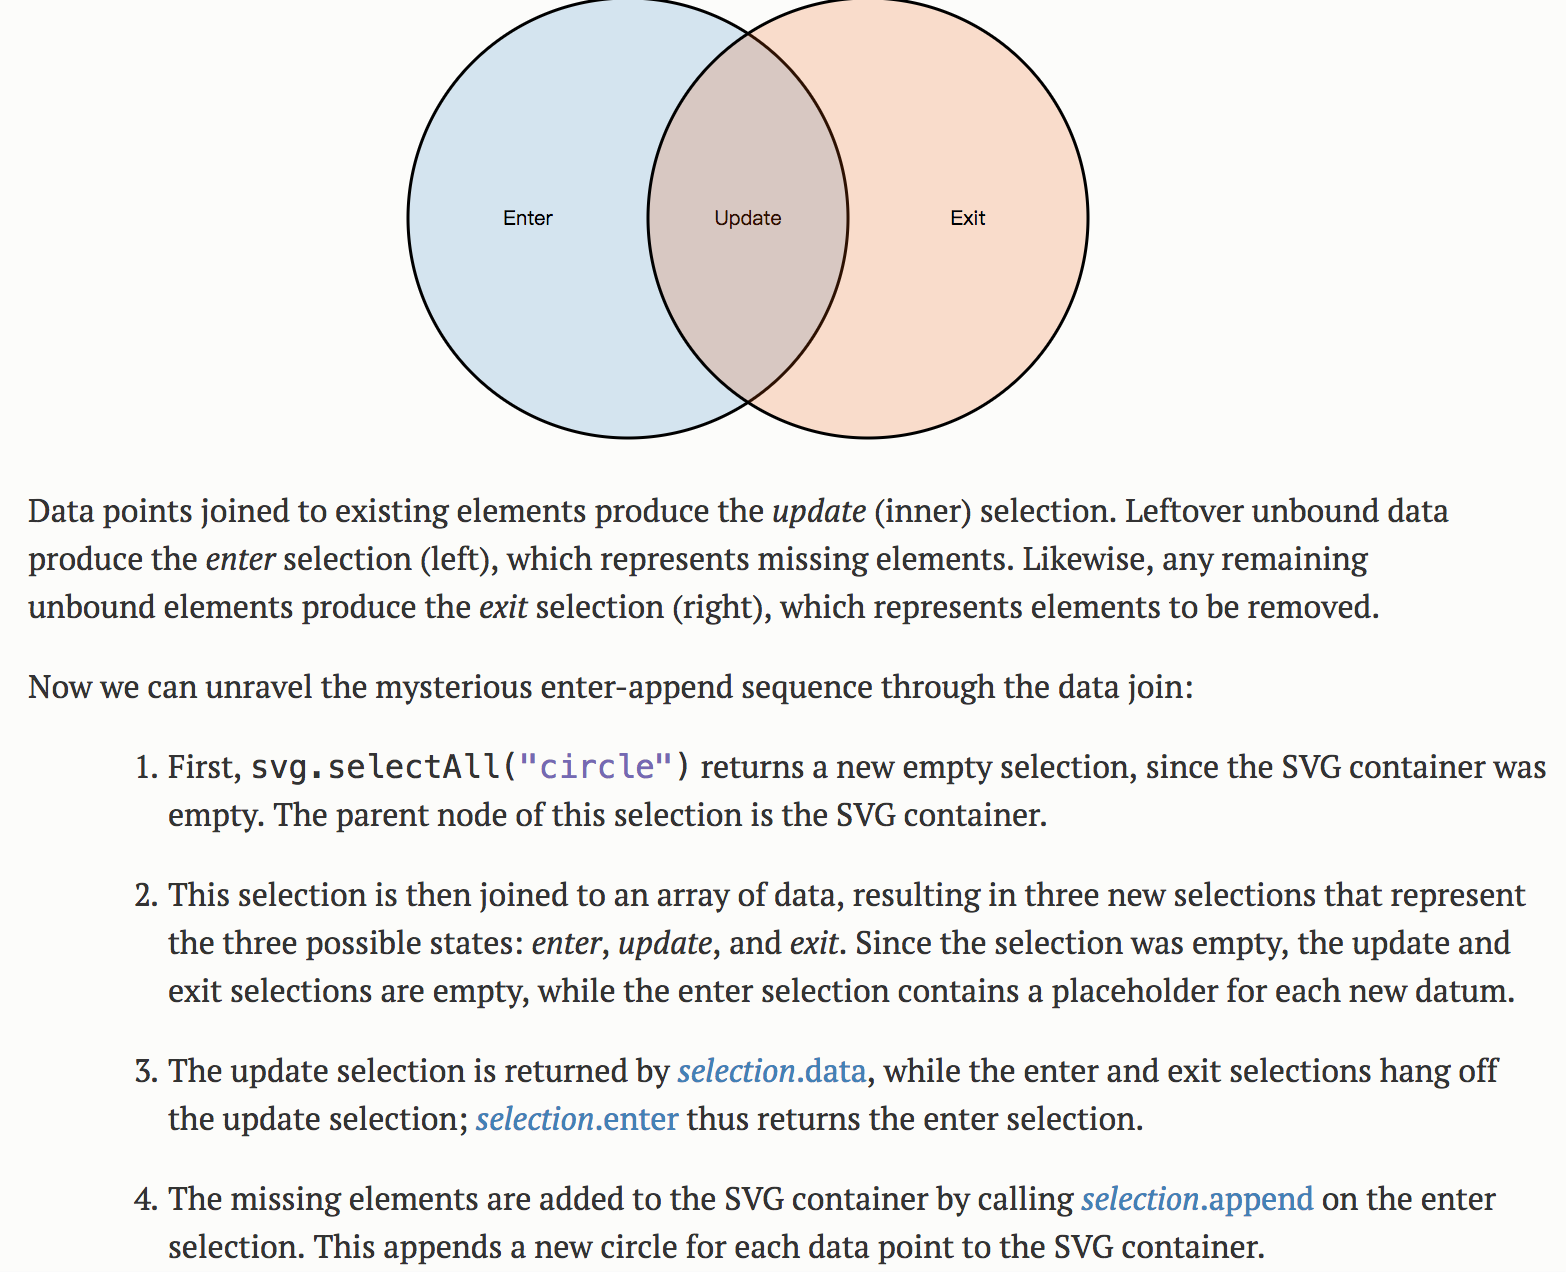 Enter
Update
Exit
Data points joined to existing elements produce the update (inner) selection. Leftover unbound data
produce the enter selection (left), which represents missing elements. Likewise, any remaining
unbound elements produce the exit selection (right), which represents elements to be removed.
Now we can unravel the mysterious enter-append sequence through the data join:
1. First, svg.selectAll("circle") returns a new empty selection, since the SVG container was
empty. The parent node of this selection is the SVG container.
2. This selection is then joined to an array of data, resulting in three new selections that represent
the three possible states: enter, update, and exit. Since the selection was empty, the update and
exit selections are empty, while the enter selection contains a placeholder for each new datum.
3. The update selection is returned by selection.data, while the enter and exit selections hang off
the update selection; selection.enter thus returns the enter selection.
4. The missing elements are added to the SVG container by calling selection.append on the enter
selection. This appends a new circle for each data point to the SVG container.